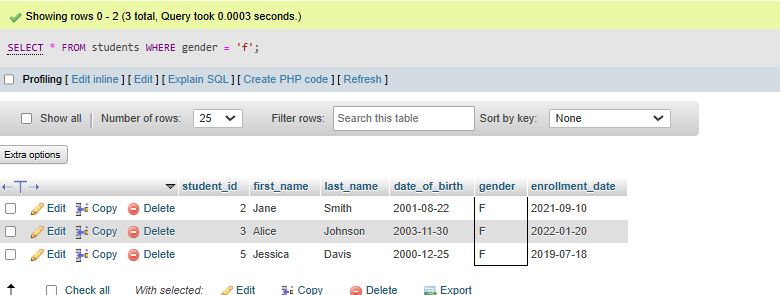 Showing rows 0 - 2 (3 total, Query took 0.0003 seconds.)
SELECT * FROM students WHERE gender = 'f';
Profiling [ Edit inline ] [ Edit ] [ Explain SQL ] [ Create PHP code ] [ Refresh ]
Show all Number of rows: 25 Filter rows: Search this table Sort by key: None
Extra options
student_id first_name last_name date_of_birth gender enrollment_date
Edit Copy Delete 2 Jane Smith 2001-08-22 F 2021-09-10
Edit Copy Delete 3 Alice Johnson 2003-11-30 F 2022-01-20
Edit Copy Delete 5 Jessica Davis 2000-12-25 F 2019-07-18
Check all With selected: Edit Copy Delete Export